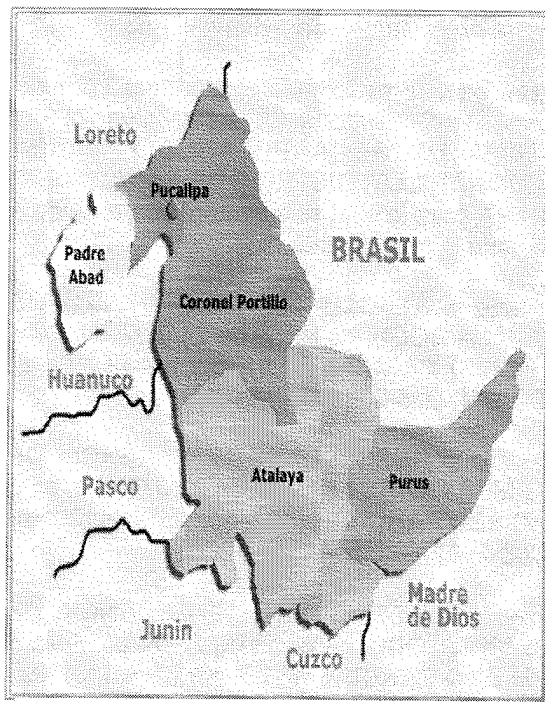 Loreto
Pucallpa
Padre
Abad
BRASIL
Coronel Portillo
Huanuco
Atalaya
Purus
Pasco
Madre
de Dios
Junin
Cuzco